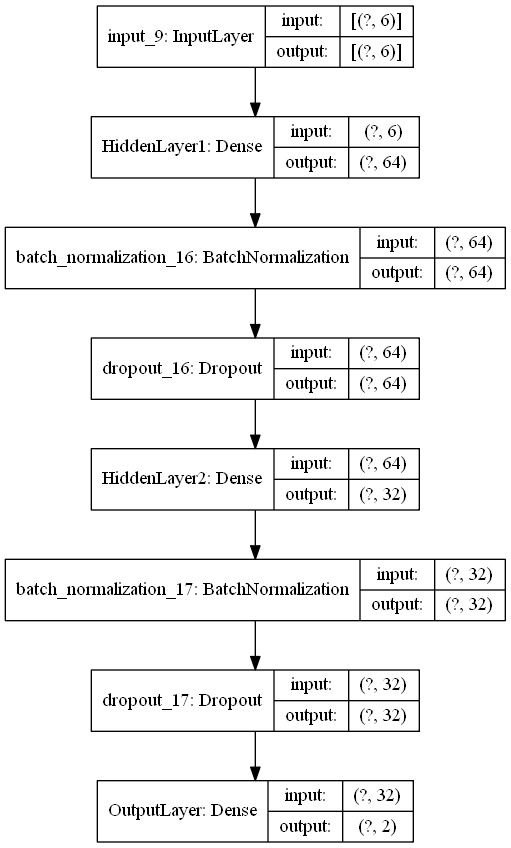 input_9: InputLayer
input: [(?, 6)]
output: [(?, 6)]
HiddenLayer1: Dense
input: (?, 6)
output: (?, 64)
batch_normalization_16: BatchNormalization
input: (?, 64)
output: (?, 64)
dropout_16: Dropout
input: (?, 64)
output: (?, 64)
HiddenLayer2: Dense
input: (?, 64)
output: (?, 32)
batch_normalization_17: BatchNormalization
input: (?, 32)
output: (?, 32)
dropout_17: Dropout
input: (?, 32)
output: (?, 32)
OutputLayer: Dense
input: (?, 32)
output: (?, 2)